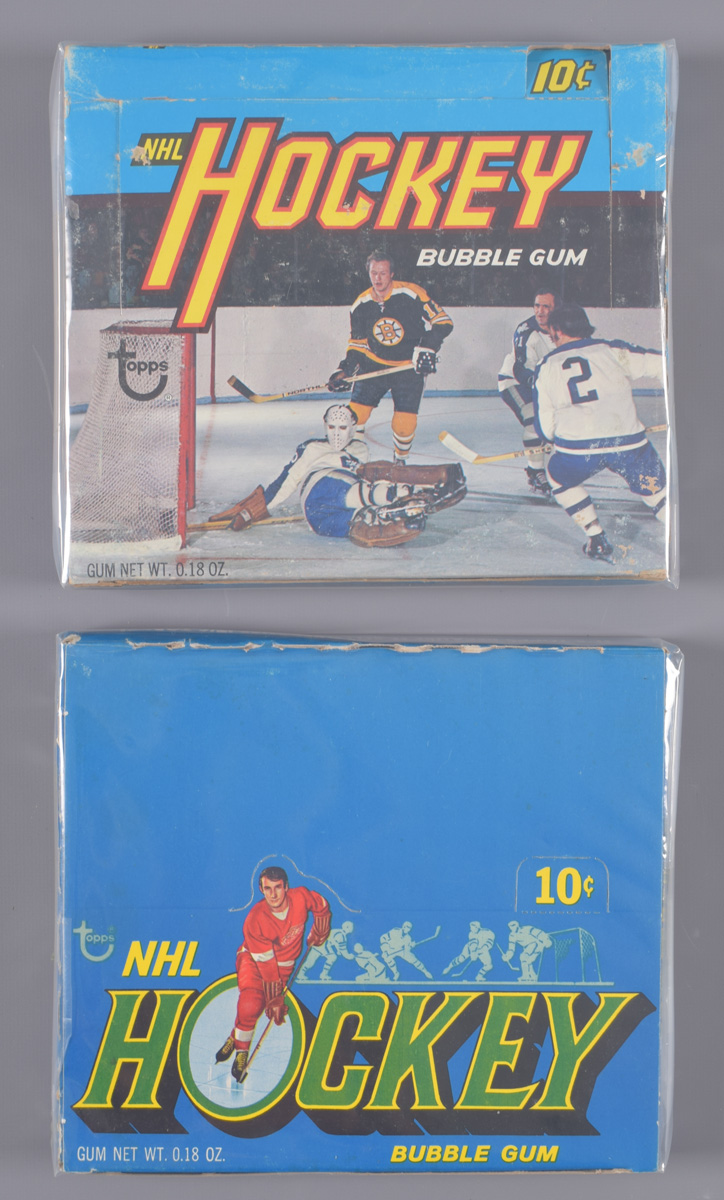 10¢
NHL HOCKEY
BUBBLE GUM
topps
B
2
GUM NET WT. 0.18 OZ.
10¢
topps
NHL
HOCKEY
GUM NET WT. 0.18 OZ.
BUBBLE GUM